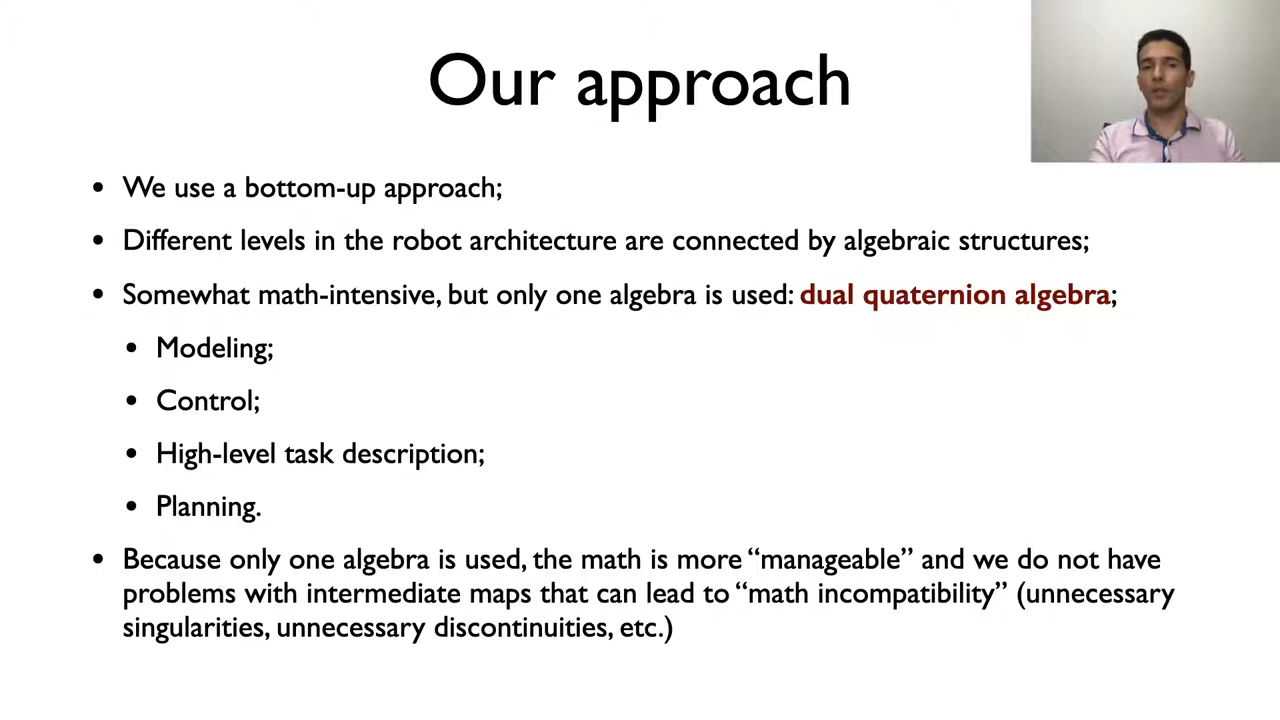 Our approach
• We use a bottom-up approach;
• Different levels in the robot architecture are connected by algebraic structures;
• Somewhat math-intensive, but only one algebra is used: dual quaternion algebra;
• Modeling;
• Control;
• High-level task description;
• Planning.
• Because only one algebra is used, the math is more “manageable” and we do not have
problems with intermediate maps that can lead to “math incompatibility” (unnecessary
singularities, unnecessary discontinuities, etc.)